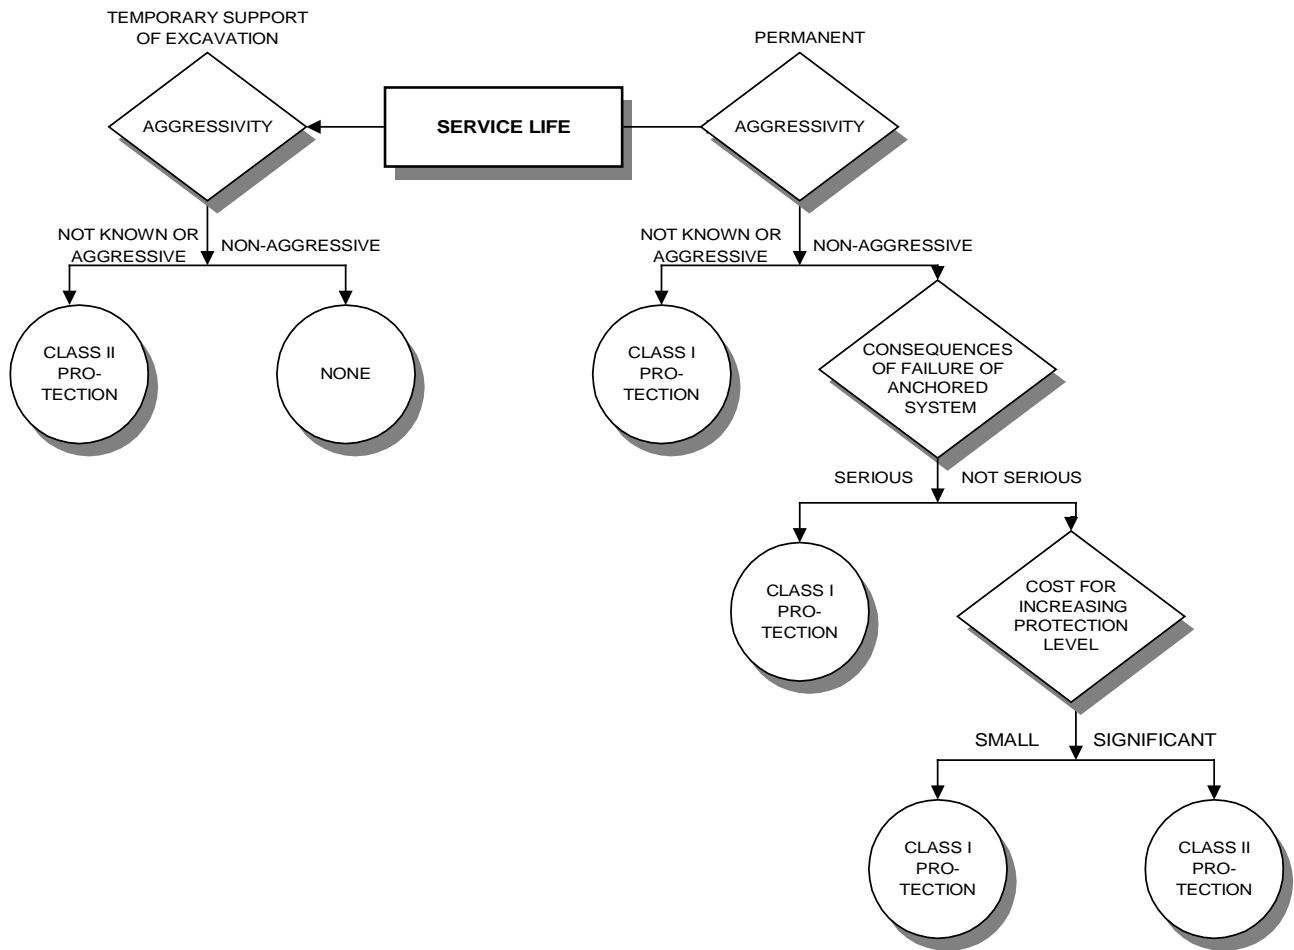 TEMPORARY SUPPORT
OF EXCAVATION
PERMANENT
AGGRESSIVITY
SERVICE LIFE
AGGRESSIVITY
NOT KNOWN OR
AGGRESSIVE
NON-AGGRESSIVE
NOT KNOWN OR
AGGRESSIVE
NON-AGGRESSIVE
CLASS II
PRO-
TECTION
NONE
CLASS I
PRO-
TECTION
CONSEQUENCES
OF FAILURE OF
ANCHORED
SYSTEM
SERIOUS
NOT SERIOUS
CLASS I
PRO-
TECTION
COST FOR
INCREASING
PROTECTION
LEVEL
SMALL
SIGNIFICANT
CLASS I
PRO-
TECTION
CLASS II
PRO-
TECTION